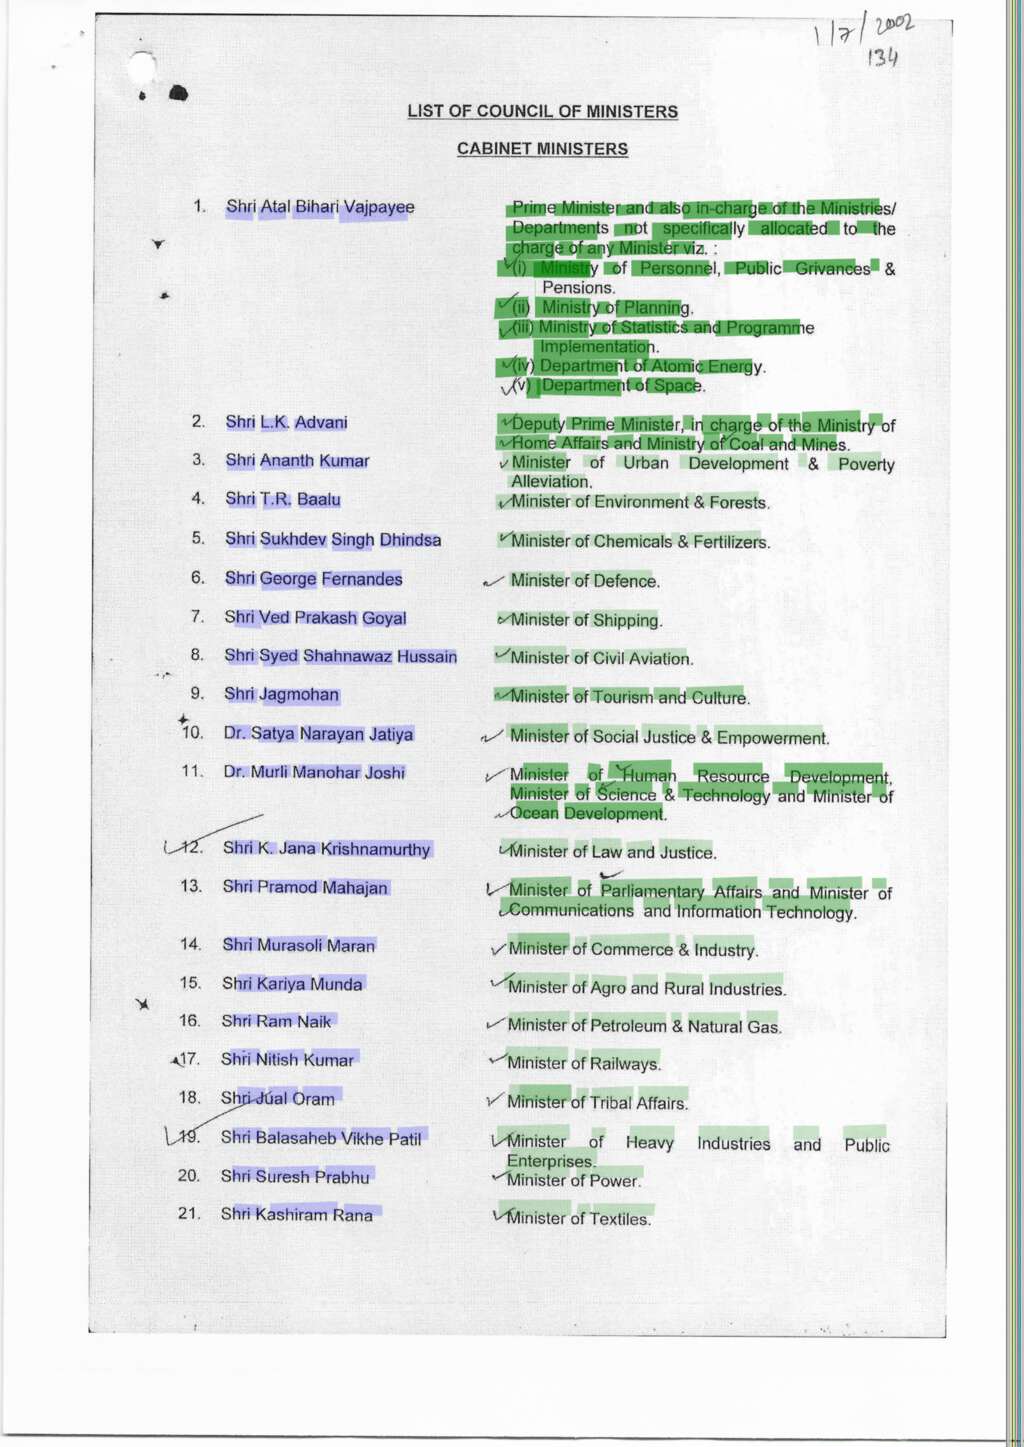 1/7/2002
134
LIST OF COUNCIL OF MINISTERS
CABINET MINISTERS
1. Shri Atal Bihari Vajpayee Prime Minister and also in-charge of the Ministries/
Departments not specifically allocated to the
charge of any Minister viz. :
(i) Ministry of Personnel, Public Grivances &
Pensions.
(ii) Ministry of Planning.
(iii) Ministry of Statistics and Programme
Implementation.
(iv) Department of Atomic Energy.
(v) Department of Space.
2. Shri L.K. Advani Deputy Prime Minister, in charge of the Ministry of
Home Affairs and Ministry of Coal and Mines.
3. Shri Ananth Kumar Minister of Urban Development & Poverty
Alleviation.
4. Shri T.R. Baalu Minister of Environment & Forests.
5. Shri Sukhdev Singh Dhindsa Minister of Chemicals & Fertilizers.
6. Shri George Fernandes Minister of Defence.
7. Shri Ved Prakash Goyal Minister of Shipping.
8. Shri Syed Shahnawaz Hussain Minister of Civil Aviation.
9. Shri Jagmohan Minister of Tourism and Culture.
10. Dr. Satya Narayan Jatiya Minister of Social Justice & Empowerment.
11. Dr. Murli Manohar Joshi Minister of Human Resource Development,
Minister of Science & Technology and Minister of
Ocean Development.
12. Shri K. Jana Krishnamurthy Minister of Law and Justice.
13. Shri Pramod Mahajan Minister of Parliamentary Affairs and Minister of
Communications and Information Technology.
14. Shri Murasoli Maran Minister of Commerce & Industry.
15. Shri Kariya Munda Minister of Agro and Rural Industries.
16. Shri Ram Naik Minister of Petroleum & Natural Gas.
17. Shri Nitish Kumar Minister of Railways.
18. Shri Jual Oram Minister of Tribal Affairs.
19. Shri Balasaheb Vikhe Patil Minister of Heavy Industries and Public
Enterprises.
20. Shri Suresh Prabhu Minister of Power.
21. Shri Kashiram Rana Minister of Textiles.